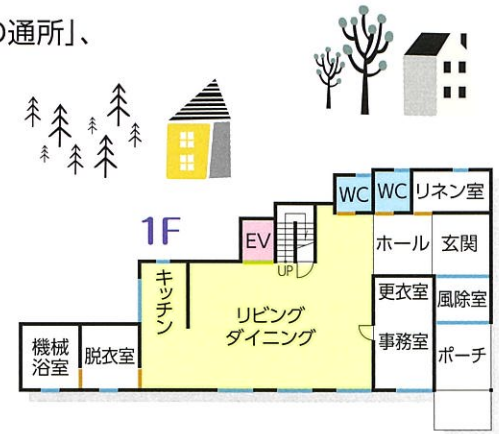 の通所」、
1F
WC
WC
リネン室
EV
UP
ホール
玄関
キッチン
リビング
ダイニング
更衣室
事務室
風除室
ポーチ
機械
浴室
脱衣室